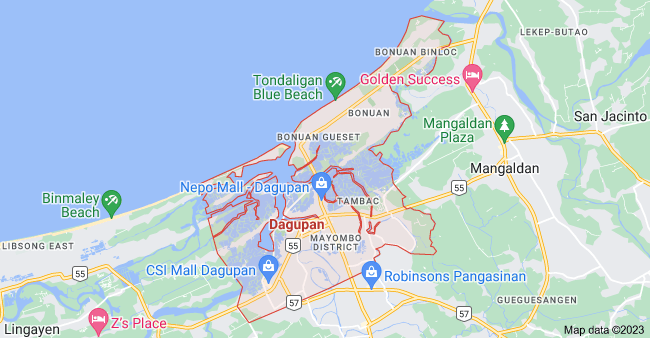 LEKEP-BUTAO
BONUAN BINLOC
Tondaligan
Blue Beach
Golden Success
BONUAN
San Jacinto
Mangaldan
Plaza
BONUAN GUESET
Mangaldan
Nepo Mall - Dagupan
55
Binmaley
Beach
TAMBAC
Dagupan
LIBSONG EAST
55
MAYOMBO
DISTRICT
55
CSI Mall Dagupan
Robinsons Pangasinan
57
GUEGUESANGEN
57
Lingayen
Z's Place
Map data ©2023